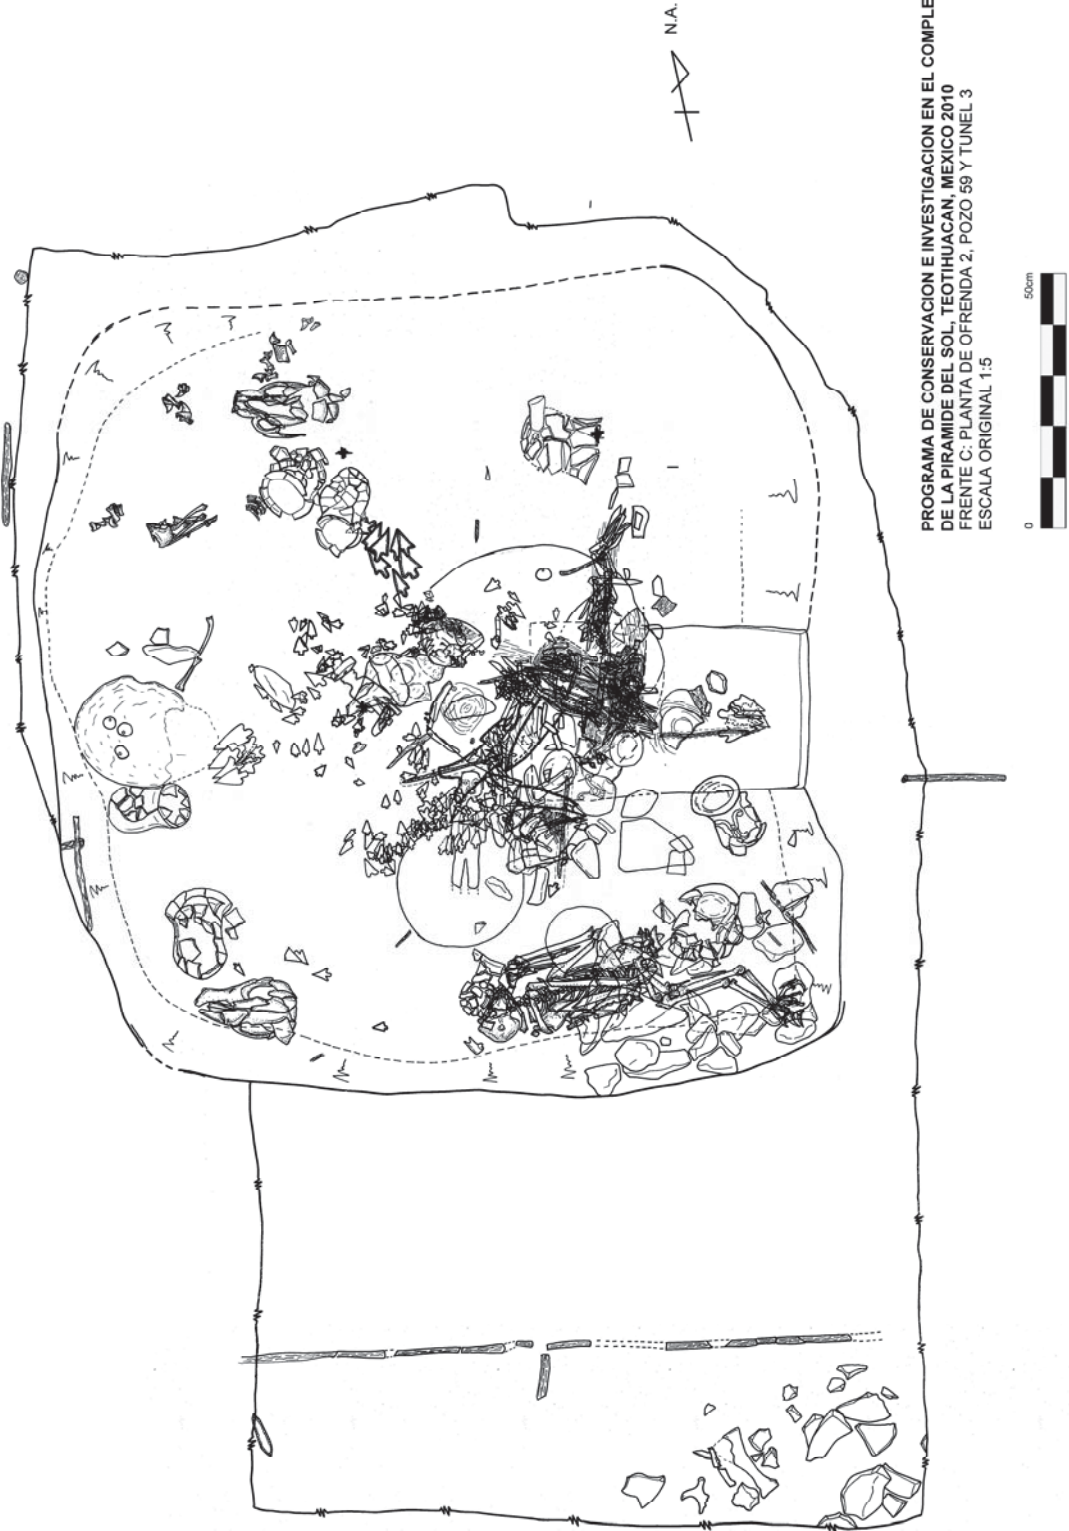 N.A.
PROGRAMA DE CONSERVACION E INVESTIGACION EN EL COMPLE
DE LA PIRAMIDE DEL SOL, TEOTIHUACAN, MEXICO 2010
FRENTE C: PLANTA DE OFRENDA 2, POZO 59 Y TUNEL 3
ESCALA ORIGINAL 1:5
0 50cm